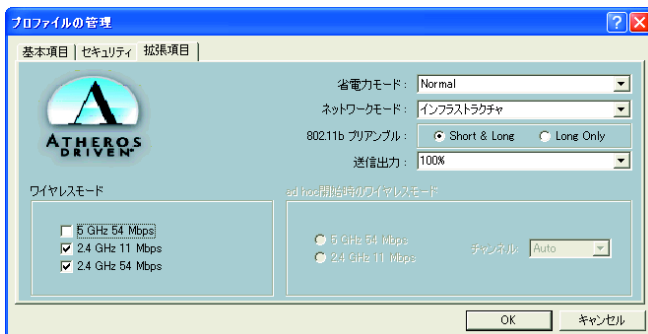 プロファイルの管理
基本項目 セキュリティ 拡張項目
省電力モード: Normal
ネットワークモード: インフラストラクチャ
802.11b プリアンブル: Short & Long Long Only
送信出力: 100%
ATHEROS
DRIVEN
ワイヤレスモード
5 GHz 54 Mbps
2.4 GHz 11 Mbps
2.4 GHz 54 Mbps
ad hoc開始時のワイヤレスモード
5 GHz 54 Mbps
2.4 GHz 11 Mbps
チャンネル: Auto
OK キャンセル